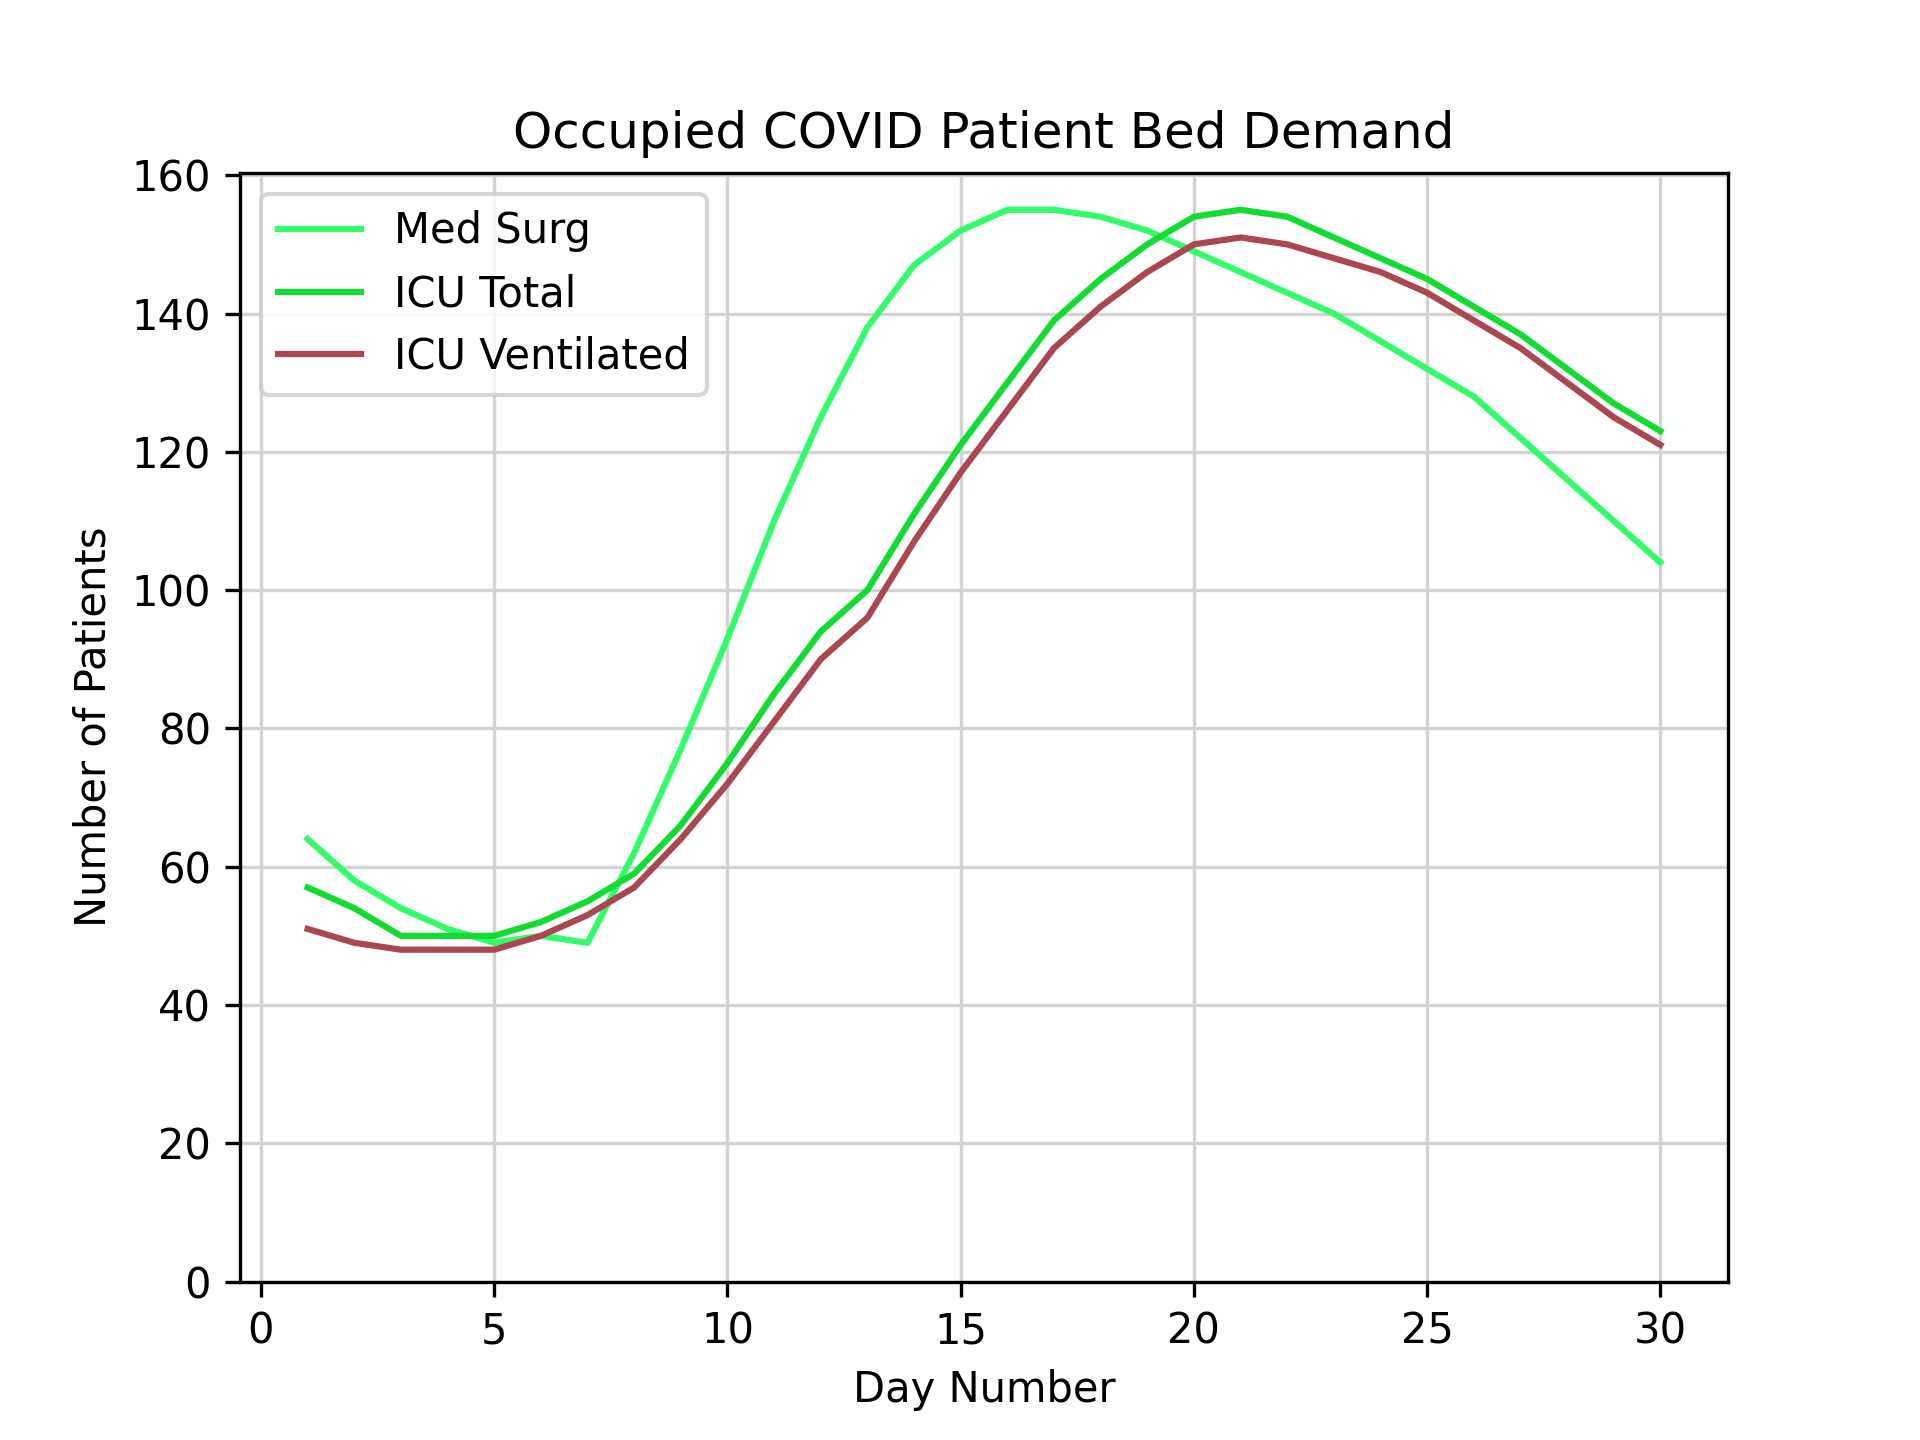 Occupied COVID Patient Bed Demand
160
140
120
100
80
60
40
20
0
Number of Patients
Med Surg
ICU Total
ICU Ventilated
0 5 10 15 20 25 30
Day Number